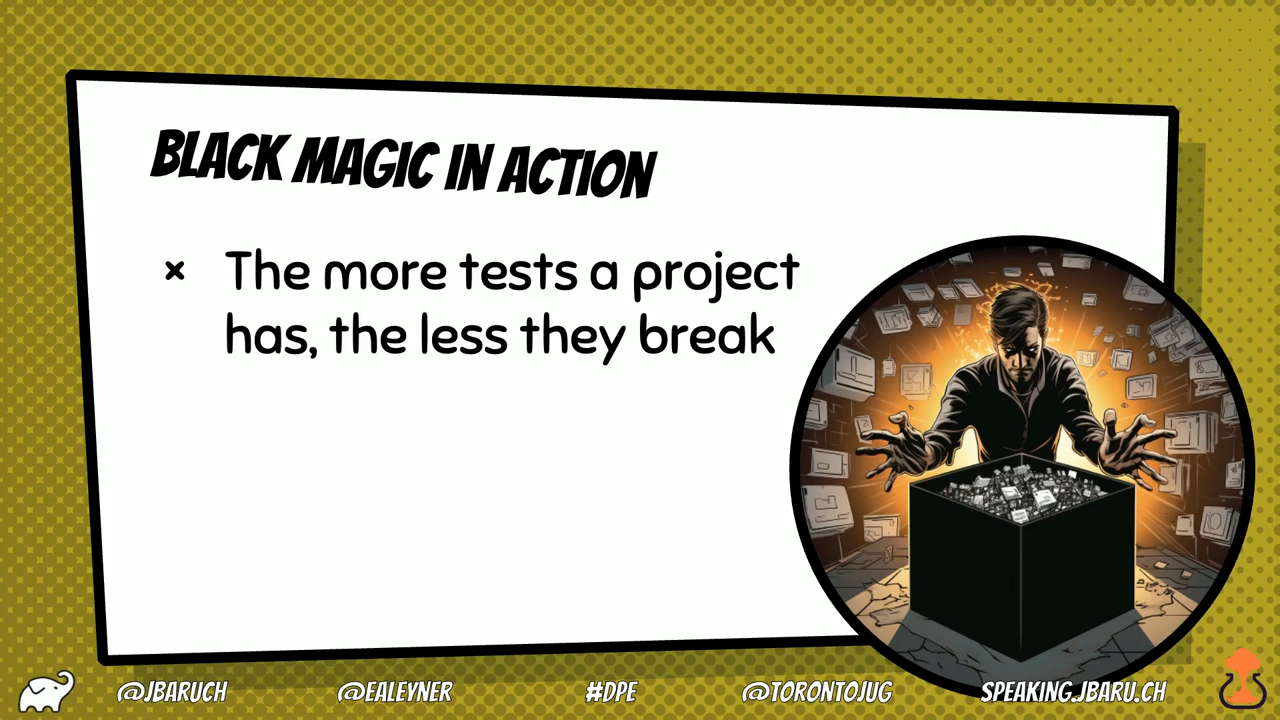 BLACK MAGIC IN ACTION
× The more tests a project
has, the less they break
@JBARUCH @EALEYNER #DPE @TORONTOJUG SPEAKING.JBARU.CH